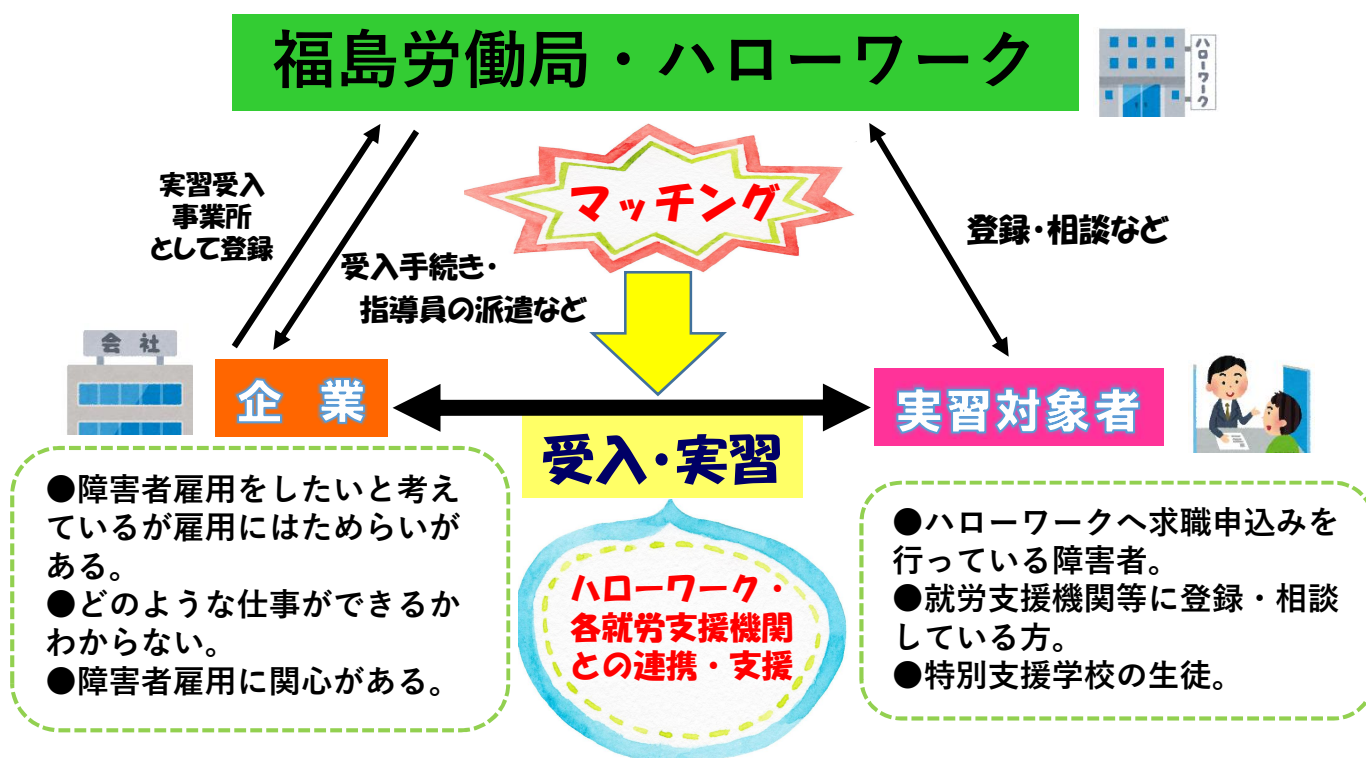 福島労働局・ハローワーク
ハローワーク
マッチング
実習受入
事業所
として登録
受入手続き・
指導員の派遣など
登録・相談など
会 社
企 業
実習対象者
受入・実習
●障害者雇用をしたいと考え
ているが雇用にはためらいが
ある。
●どのような仕事ができるか
わからない。
●障害者雇用に関心がある。
ハローワーク・
各就労支援機関
との連携・支援
●ハローワークへ求職申込みを
行っている障害者。
●就労支援機関等に登録・相談
している方。
●特別支援学校の生徒。